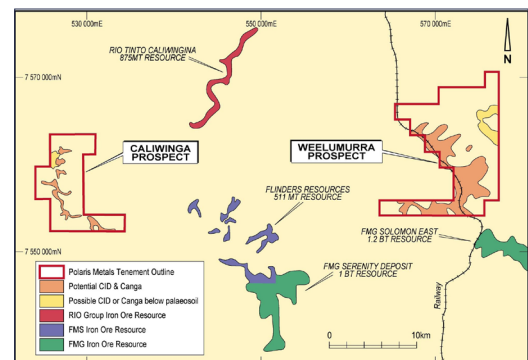 530 000mE
550 000mE
570 000mE
RIO TINTO CALIWINGINA
875MT RESOURCE
N
7 570 000mN
CALIWINGA
PROSPECT
WEELUMURRA
PROSPECT
FLINDERS RESOURCES
511 MT RESOURCE
FMG SOLOMON EAST
1.2 BT RESOURCE
7 550 000mN
FMG SERENITY DEPOSIT
1 BT RESOURCE
Polaris Metals Tenement Outline
Potential CID & Canga
Possible CID or Canga below palaeosoil
RIO Group Iron Ore Resource
FMS Iron Ore Resource
FMG Iron Ore Resource
Railway
0
10km